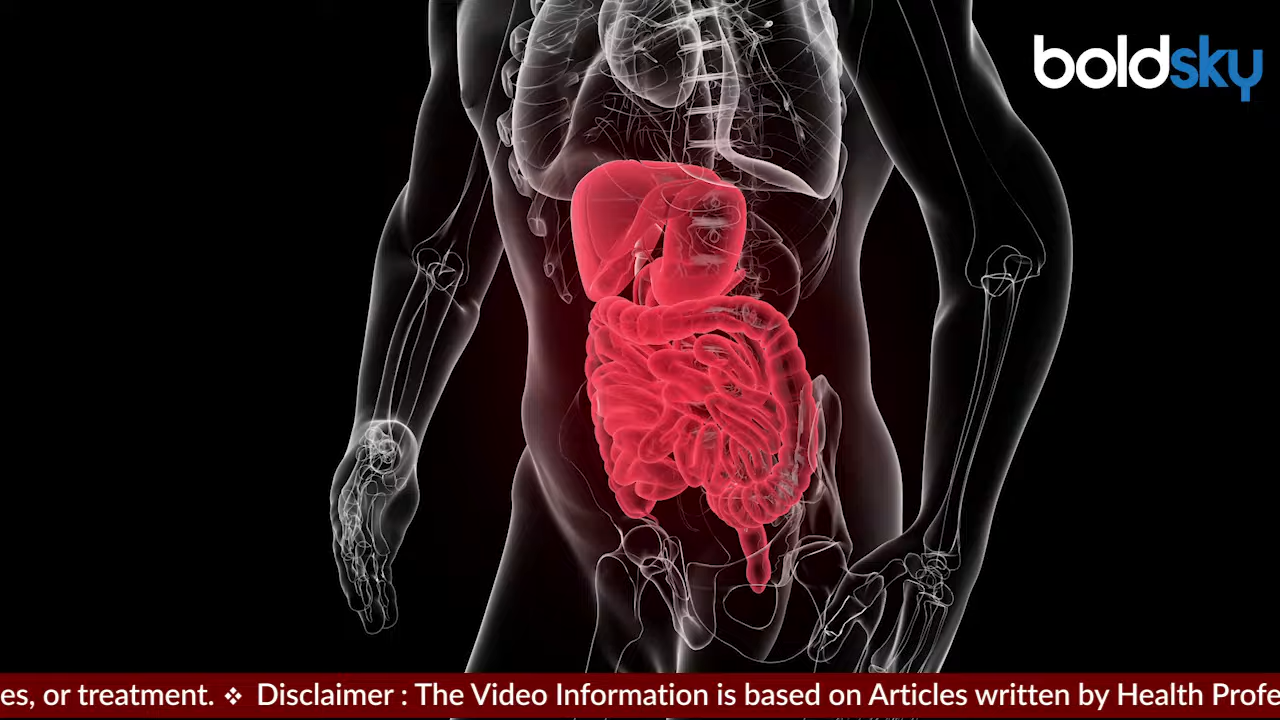 boldsky
es, or treatment. ❖ Disclaimer : The Video Information is based on Articles written by Health Profe